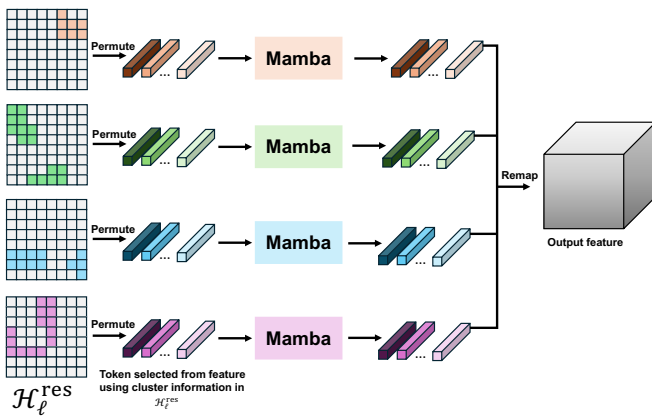 Permute
...
Mamba
...
Permute
...
Mamba
...
Remap
Output feature
Permute
...
Mamba
...
Permute
...
Mamba
...
Token selected from feature
using cluster information in
ℋ_ℓ^res
ℋ_ℓ^res